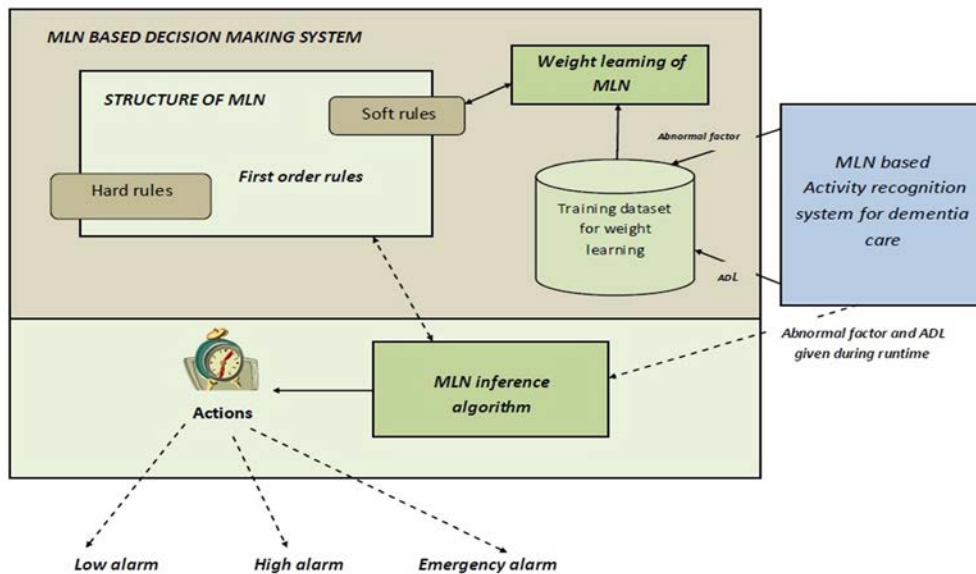 MLN BASED DECISION MAKING SYSTEM
STRUCTURE OF MLN
Soft rules
Hard rules
First order rules
Weight learning of
MLN
Abnormal factor
Training dataset
for weight
learning
ADL
MLN based
Activity recognition
system for dementia
care
Abnormal factor and ADL
given during runtime
MLN inference
algorithm
Actions
Low alarm
High alarm
Emergency alarm